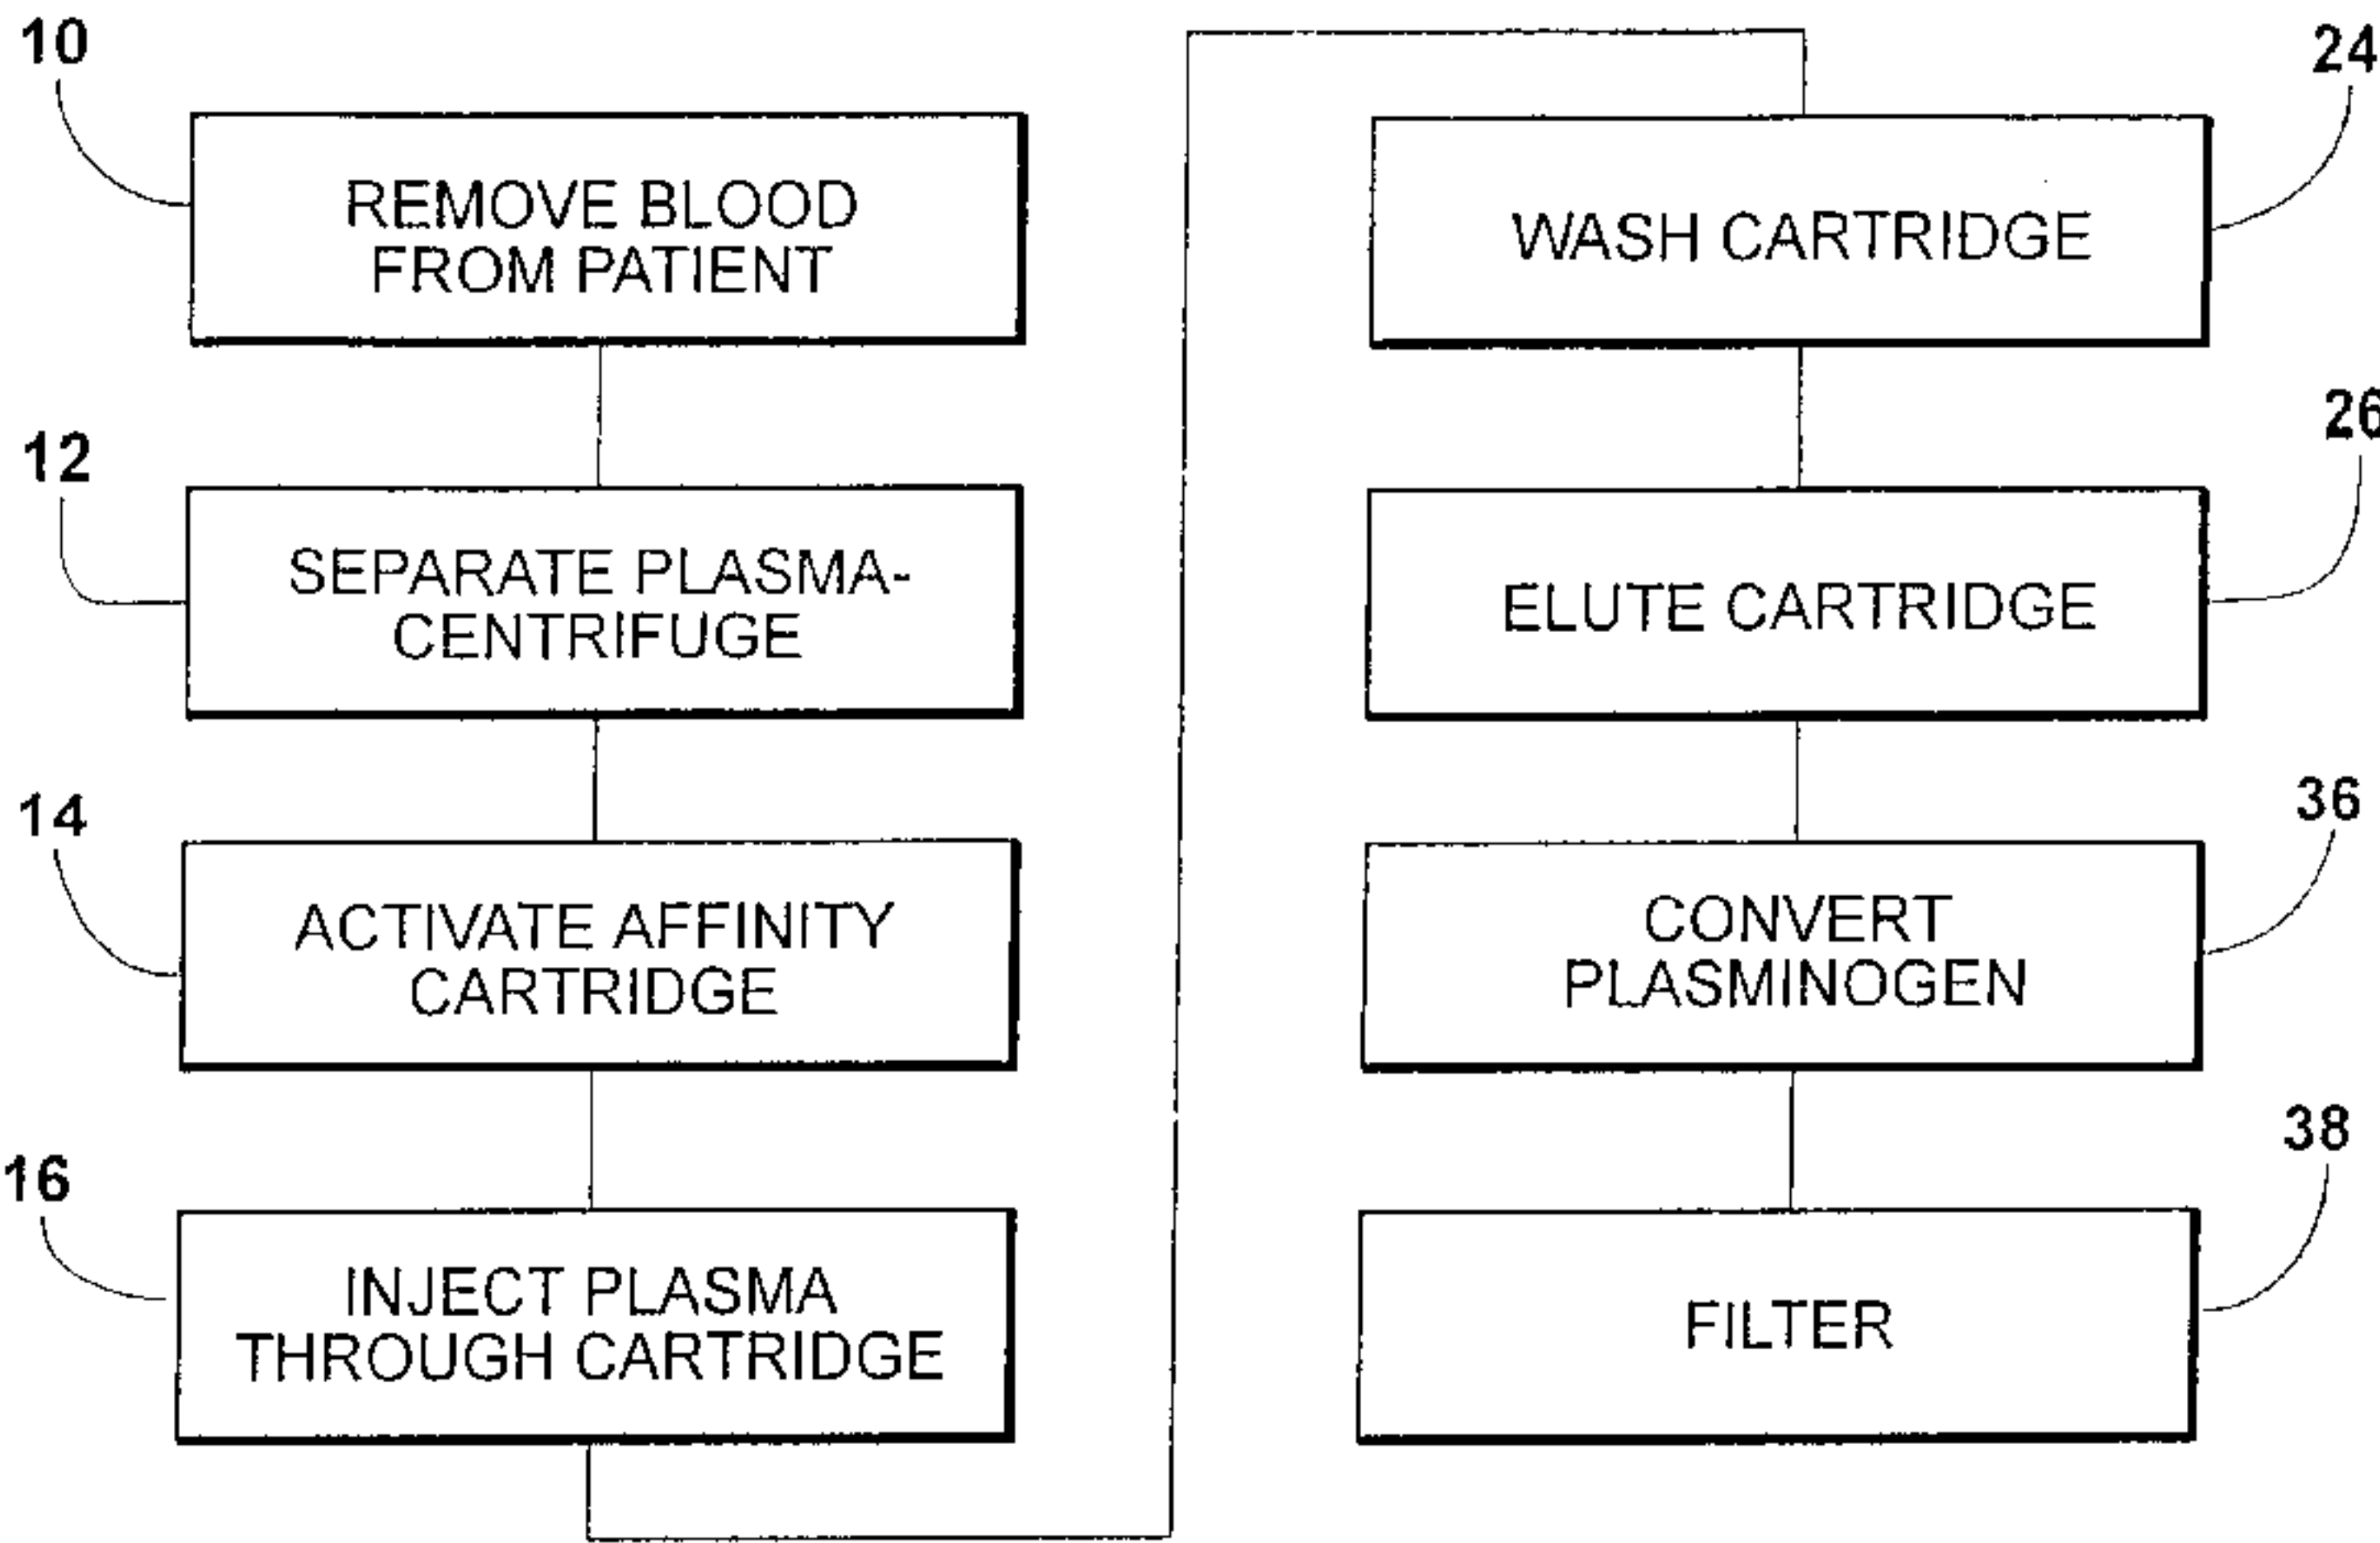 10
REMOVE BLOOD
FROM PATIENT
12
SEPARATE PLASMA-
CENTRIFUGE
14
ACTIVATE AFFINITY
CARTRIDGE
16
INJECT PLASMA
THROUGH CARTRIDGE
24
WASH CARTRIDGE
26
ELUTE CARTRIDGE
36
CONVERT
PLASMINOGEN
38
FILTER